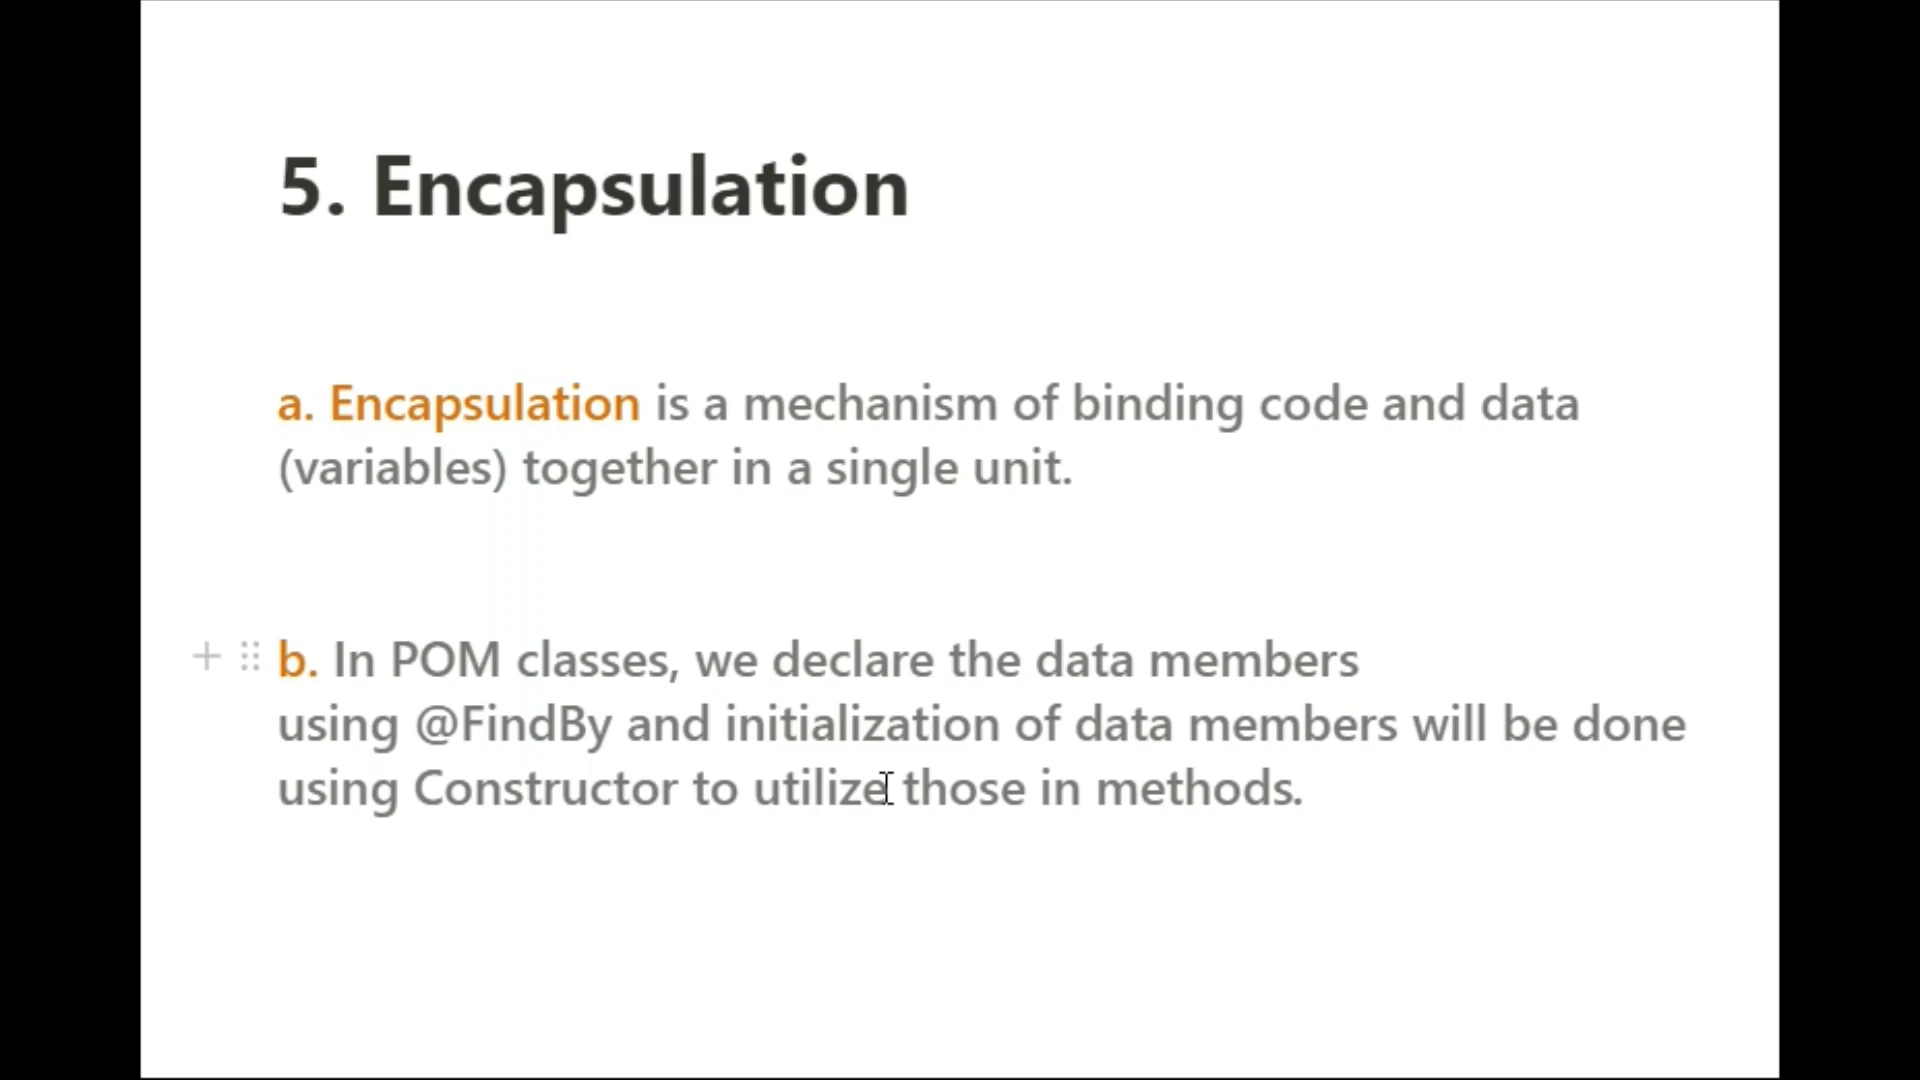 5. Encapsulation
a. Encapsulation is a mechanism of binding code and data
(variables) together in a single unit.
b. In POM classes, we declare the data members
using @FindBy and initialization of data members will be done
using Constructor to utilize those in methods.